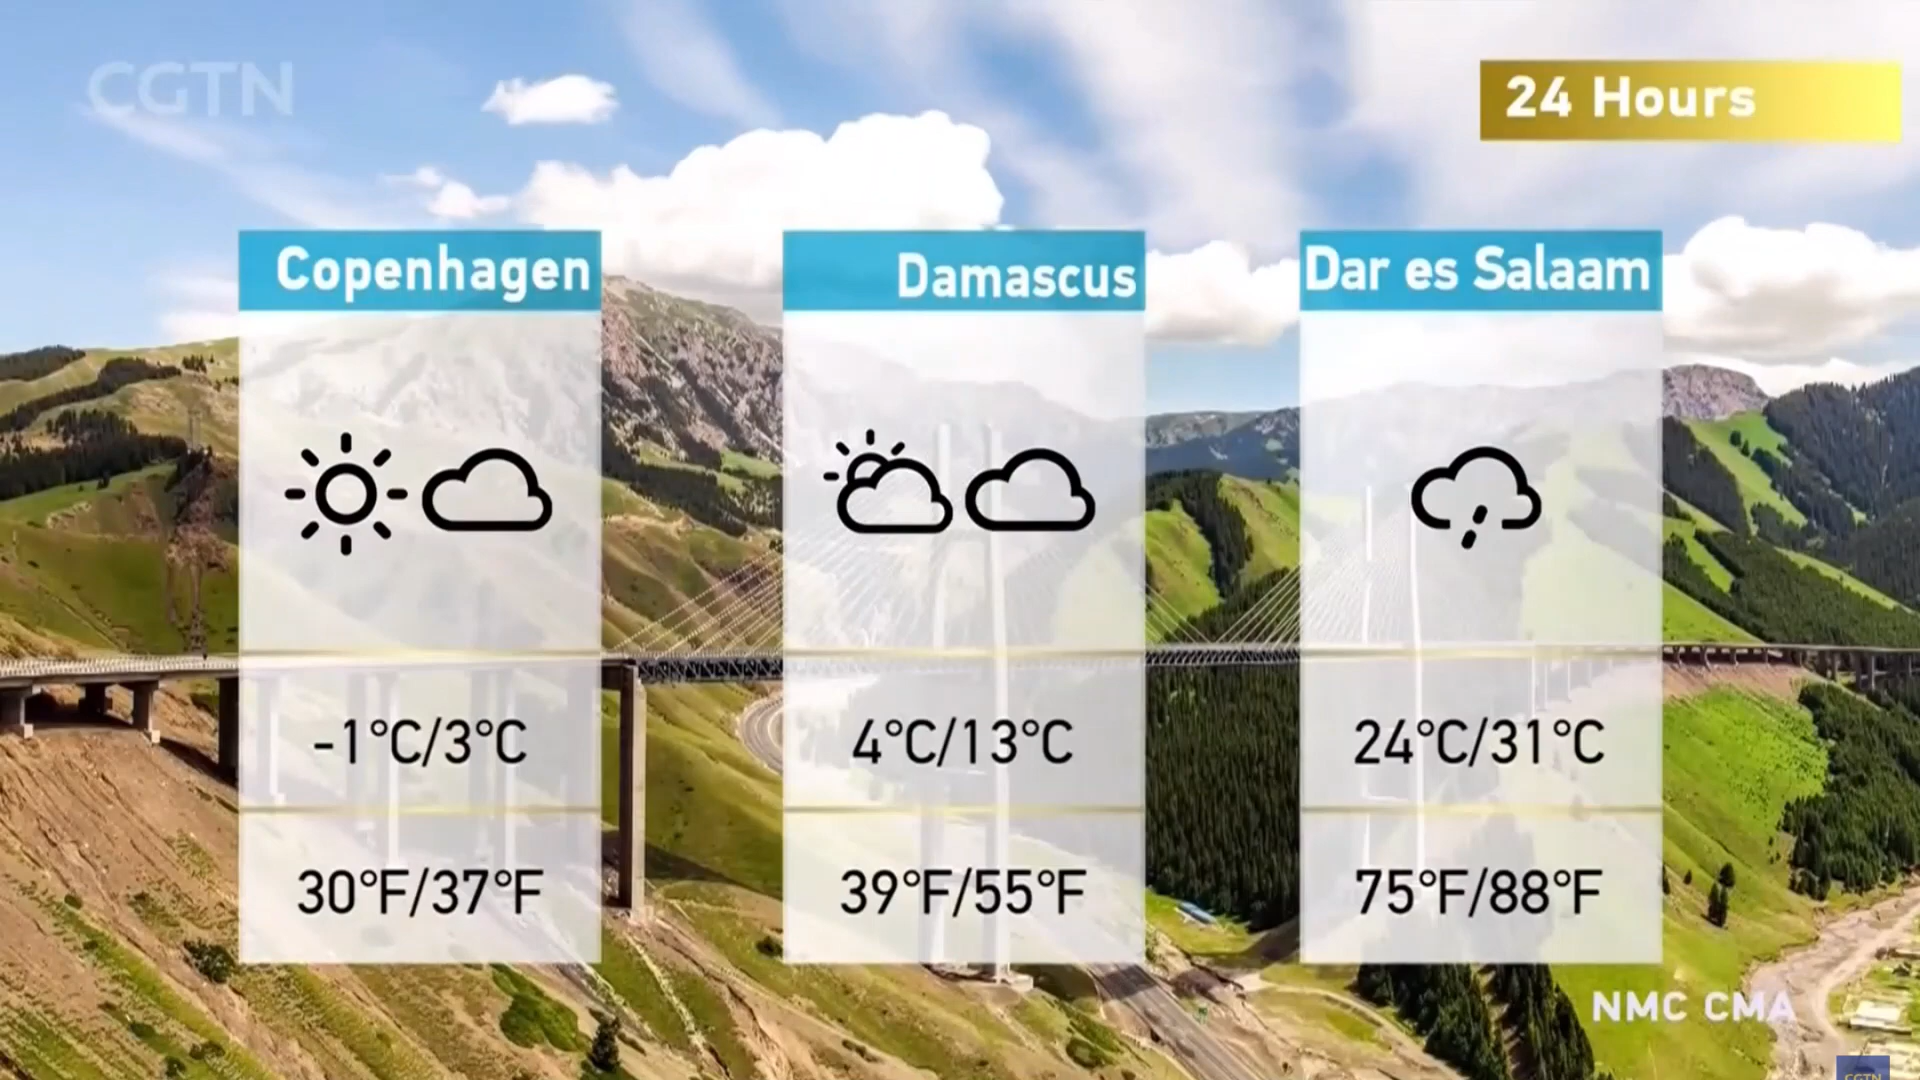 CGTN
24 Hours
Copenhagen
Damascus
Dar es Salaam
-1°C/3°C
4°C/13°C
24°C/31°C
30°F/37°F
39°F/55°F
75°F/88°F
NMC CMA
CGTN